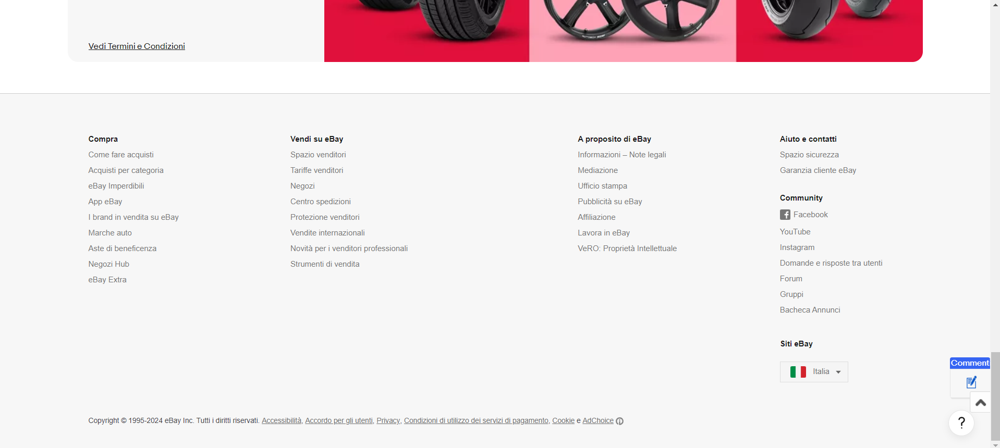 Vedi Termini e Condizioni
Compra
Come fare acquisti
Acquisti per categoria
eBay Imperdibili
App eBay
I brand in vendita su eBay
Marche auto
Aste di beneficenza
Negozi Hub
eBay Extra
Vendi su eBay
Spazio venditori
Tariffe venditori
Negozi
Centro spedizioni
Protezione venditori
Vendite internazionali
Novità per i venditori professionali
Strumenti di vendita
A proposito di eBay
Informazioni – Note legali
Mediazione
Ufficio stampa
Pubblicità su eBay
Affiliazione
Lavora in eBay
VeRO: Proprietà Intellettuale
Aiuto e contatti
Spazio sicurezza
Garanzia cliente eBay
Community
Facebook
YouTube
Instagram
Domande e risposte tra utenti
Forum
Gruppi
Bacheca Annunci
Siti eBay
Italia
Commenti
?
Copyright © 1995-2024 eBay Inc. Tutti i diritti riservati. Accessibilità, Accordo per gli utenti, Privacy, Condizioni di utilizzo dei servizi di pagamento, Cookie e AdChoice